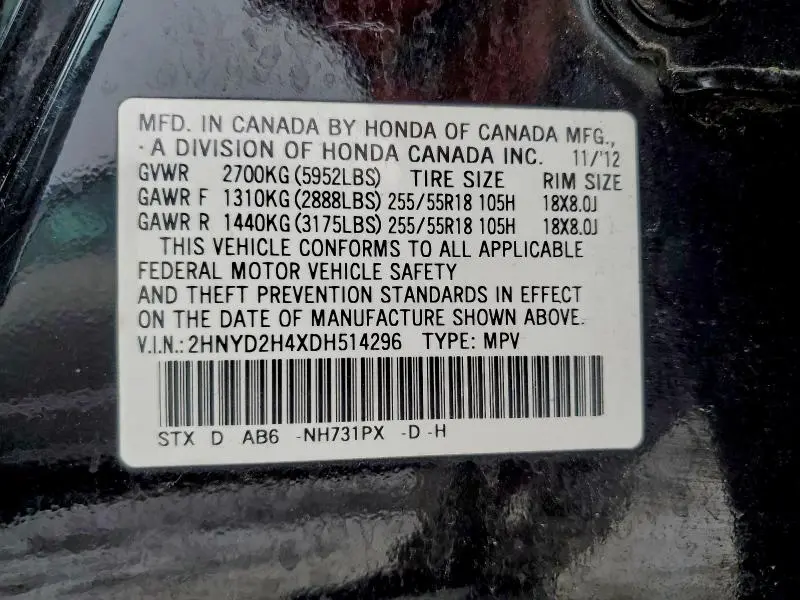 MFD. IN CANADA BY HONDA OF CANADA MFG.,
A DIVISION OF HONDA CANADA INC. 11/'12
GVWR 2700KG (5952LBS) TIRE SIZE RIM SIZE
GAWR F 1310KG (2888LBS) 255/55R18 105H 18X8.0J
GAWR R 1440KG (3175LBS) 255/55R18 105H 18X8.0J
THIS VEHICLE CONFORMS TO ALL APPLICABLE
FEDERAL MOTOR VEHICLE SAFETY
AND THEFT PREVENTION STANDARDS IN EFFECT
ON THE DATE OF MANUFACTURE SHOWN ABOVE.
V.I.N.: 2HNYD2H4XDH514296 TYPE: MPV
STX D AB6 -NH731PX -D -H